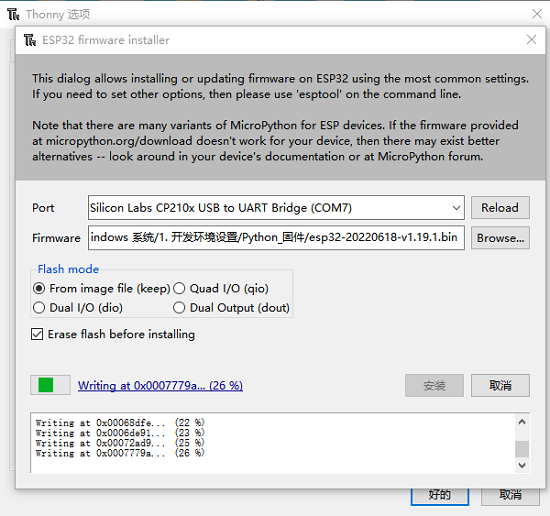 Thonny 选项
ESP32 firmware installer
This dialog allows installing or updating firmware on ESP32 using the most common settings.
If you need to set other options, then please use 'esptool' on the command line.
Note that there are many variants of MicroPython for ESP devices. If the firmware provided
at micropython.org/download doesn't work for your device, then there may exist better
alternatives -- look around in your device's documentation or at MicroPython forum.
Port Silicon Labs CP210x USB to UART Bridge (COM7) Reload
Firmware indows 系统/1. 开发环境设置/Python_固件/esp32-20220618-v1.19.1.bin Browse...
Flash mode
From image file (keep) Quad I/O (qio)
Dual I/O (dio) Dual Output (dout)
Erase flash before installing
Writing at 0x0007779a... (26 %) 安装 取消
Writing at 0x00068dfe... (22 %)
Writing at 0x0006de91... (23 %)
Writing at 0x00072ad9... (25 %)
Writing at 0x0007779a... (26 %)
好的 取消